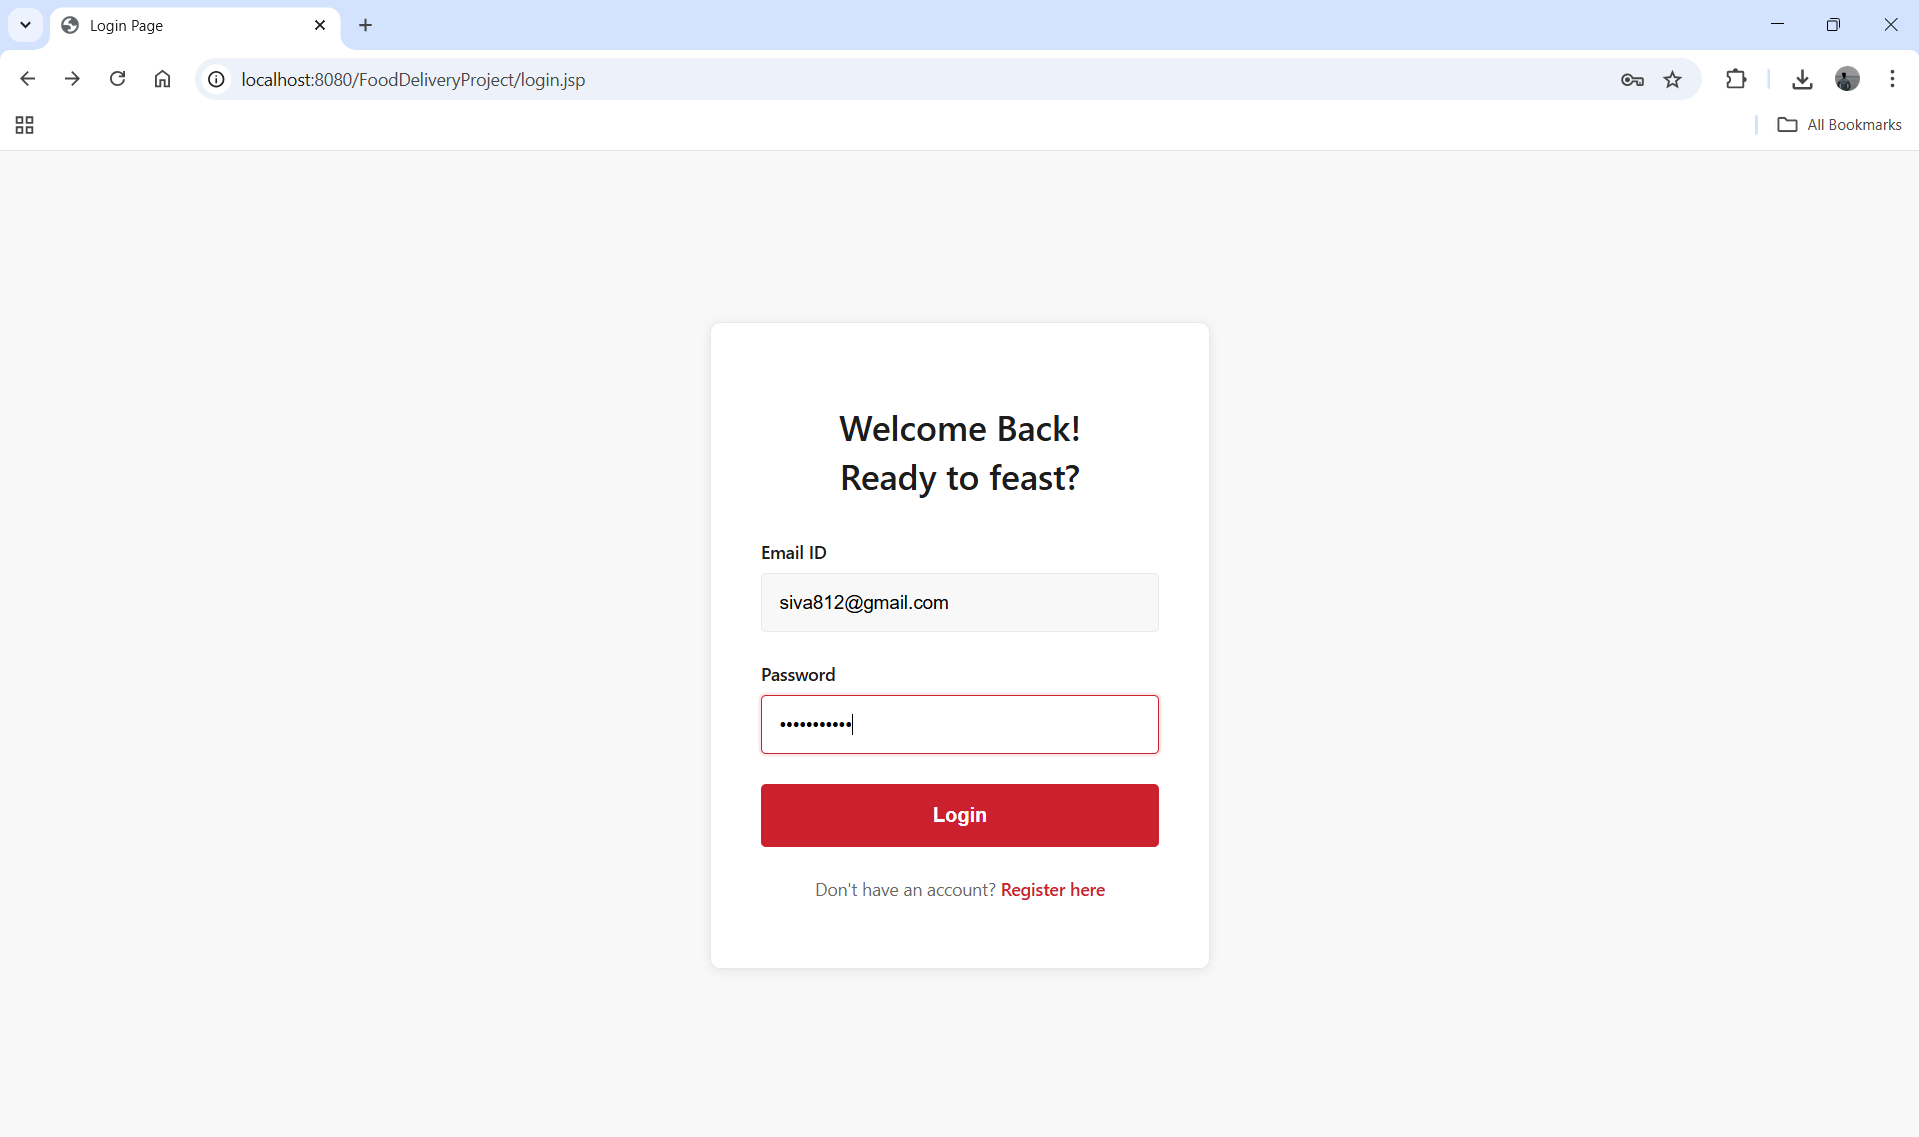 Login Page
localhost:8080/FoodDeliveryProject/login.jsp
All Bookmarks
Welcome Back!
Ready to feast?
Email ID
siva812@gmail.com
Password
•••••••••••
Login
Don't have an account? Register here